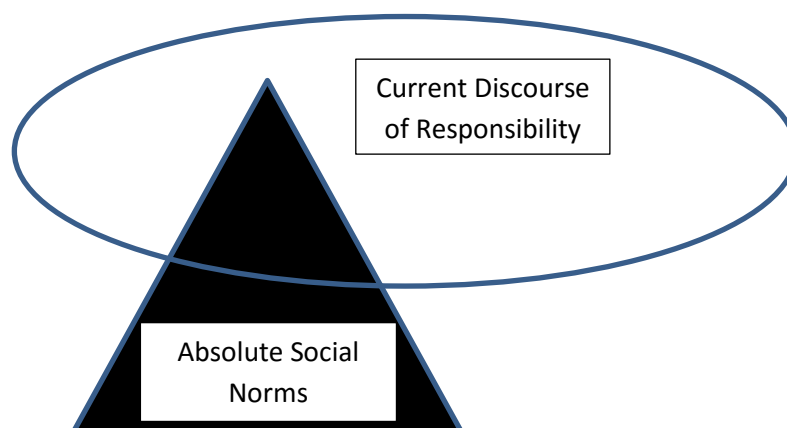 Current Discourse
of Responsibility
Absolute Social
Norms